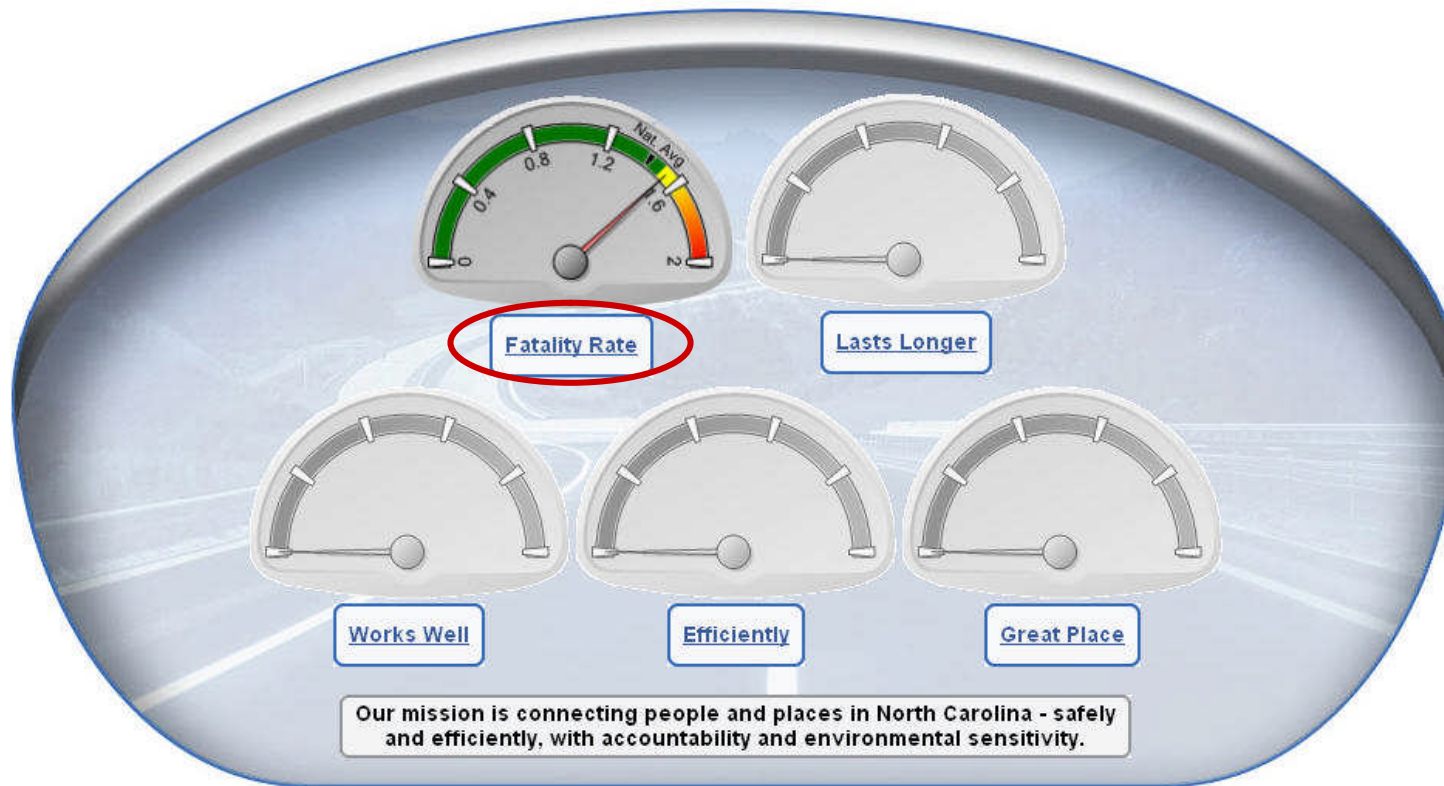 0
0.4
0.8
1.2
Nat. Avg
1.6
2
Fatality Rate
Lasts Longer
Works Well
Efficiently
Great Place
Our mission is connecting people and places in North Carolina - safely
and efficiently, with accountability and environmental sensitivity.